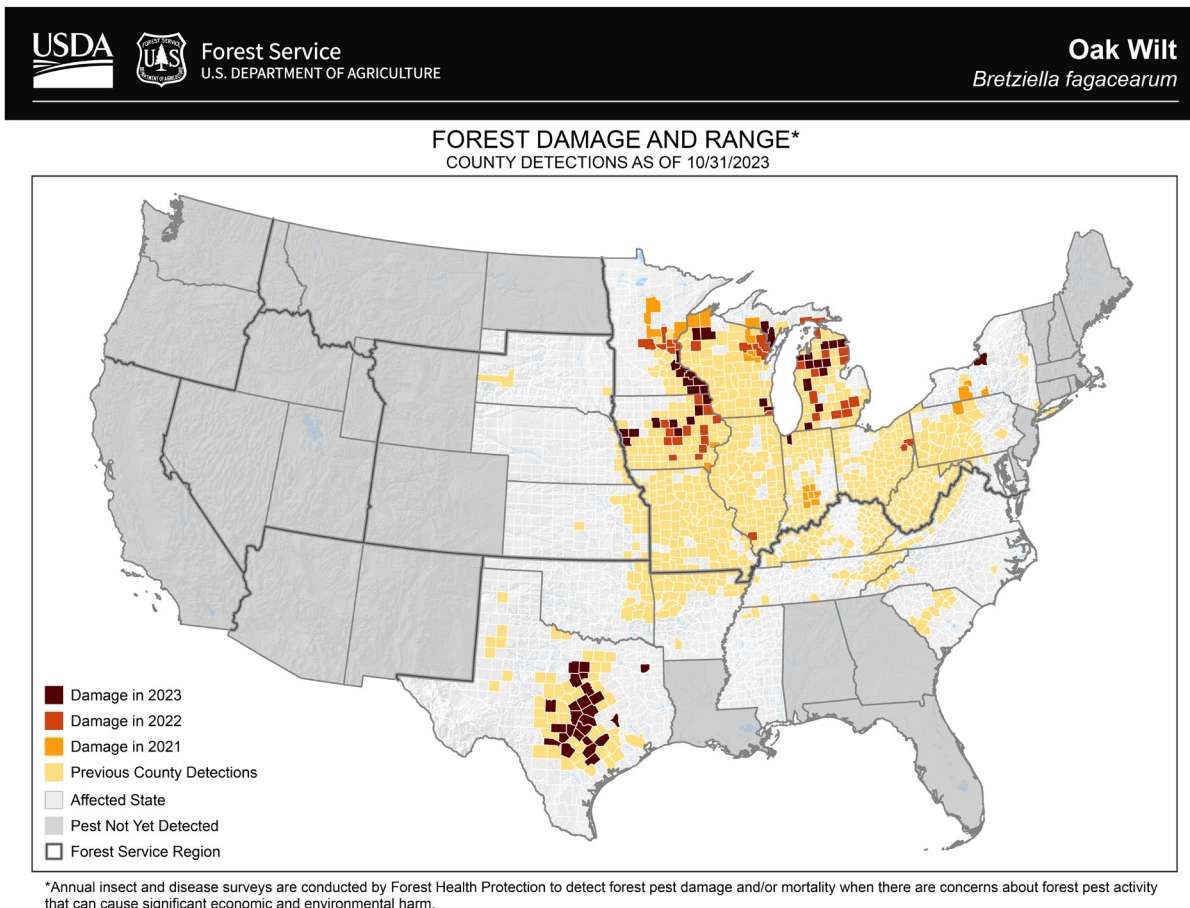 USDA
FOREST SERVICE
U S
DEPARTMENT OF AGRICULTURE
Forest Service
U.S. DEPARTMENT OF AGRICULTURE
Oak Wilt
Bretziella fagacearum
FOREST DAMAGE AND RANGE*
COUNTY DETECTIONS AS OF 10/31/2023
Damage in 2023
Damage in 2022
Damage in 2021
Previous County Detections
Affected State
Pest Not Yet Detected
Forest Service Region
*Annual insect and disease surveys are conducted by Forest Health Protection to detect forest pest damage and/or mortality when there are concerns about forest pest activity
that can cause significant economic and environmental harm.